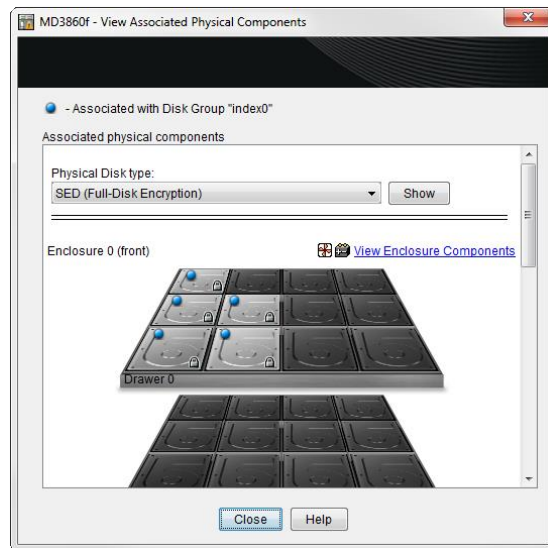 MD3860f - View Associated Physical Components
- Associated with Disk Group "index0"
Associated physical components
Physical Disk type:
SED (Full-Disk Encryption)
Show
Enclosure 0 (front)
View Enclosure Components
Drawer 0
Close
Help